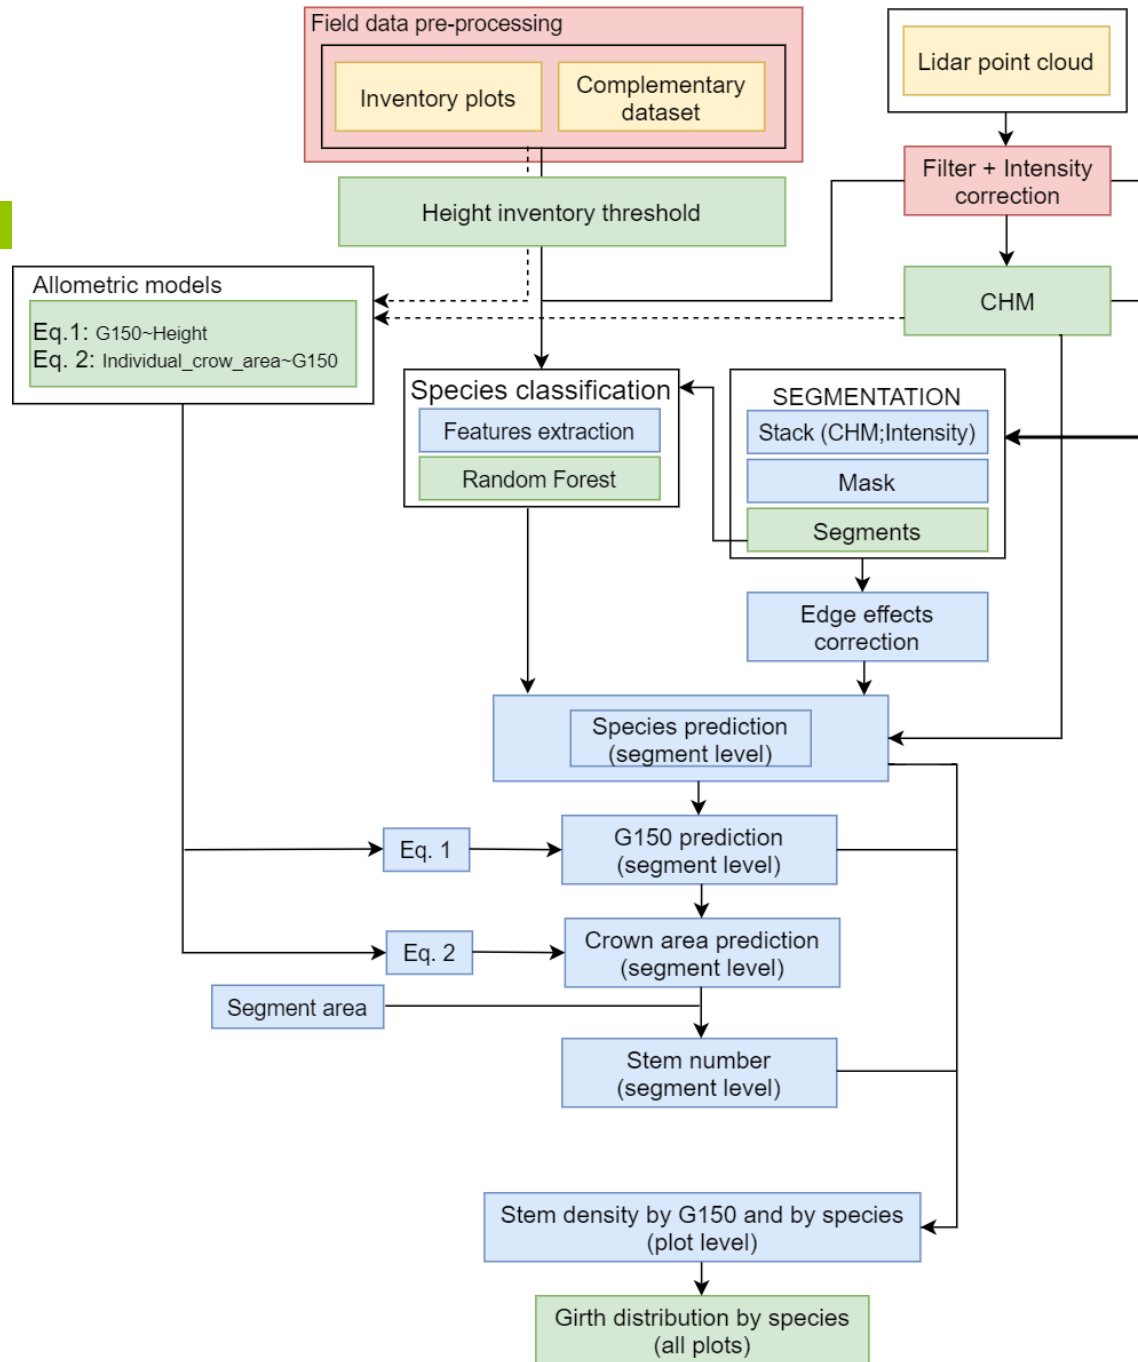 Field data pre-processing
Inventory plots
Complementary
dataset
Lidar point cloud
Filter + Intensity
correction
Height inventory threshold
CHM
Allometric models
Eq.1: G150~Height
Eq. 2: Individual_crow_area~G150
Species classification
Features extraction
Random Forest
SEGMENTATION
Stack (CHM;Intensity)
Mask
Segments
Edge effects
correction
Species prediction
(segment level)
Eq. 1
G150 prediction
(segment level)
Eq. 2
Crown area prediction
(segment level)
Segment area
Stem number
(segment level)
Stem density by G150 and by species
(plot level)
Girth distribution by species
(all plots)